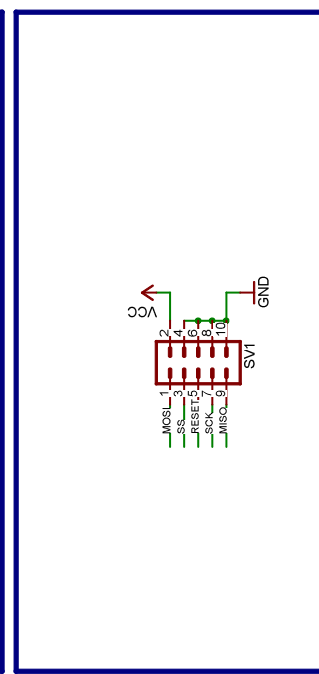 VCC
GND
2
4
6
8
10
SV1
MOSI 1
SS 3
RESET 5
SCK 7
MISO 9